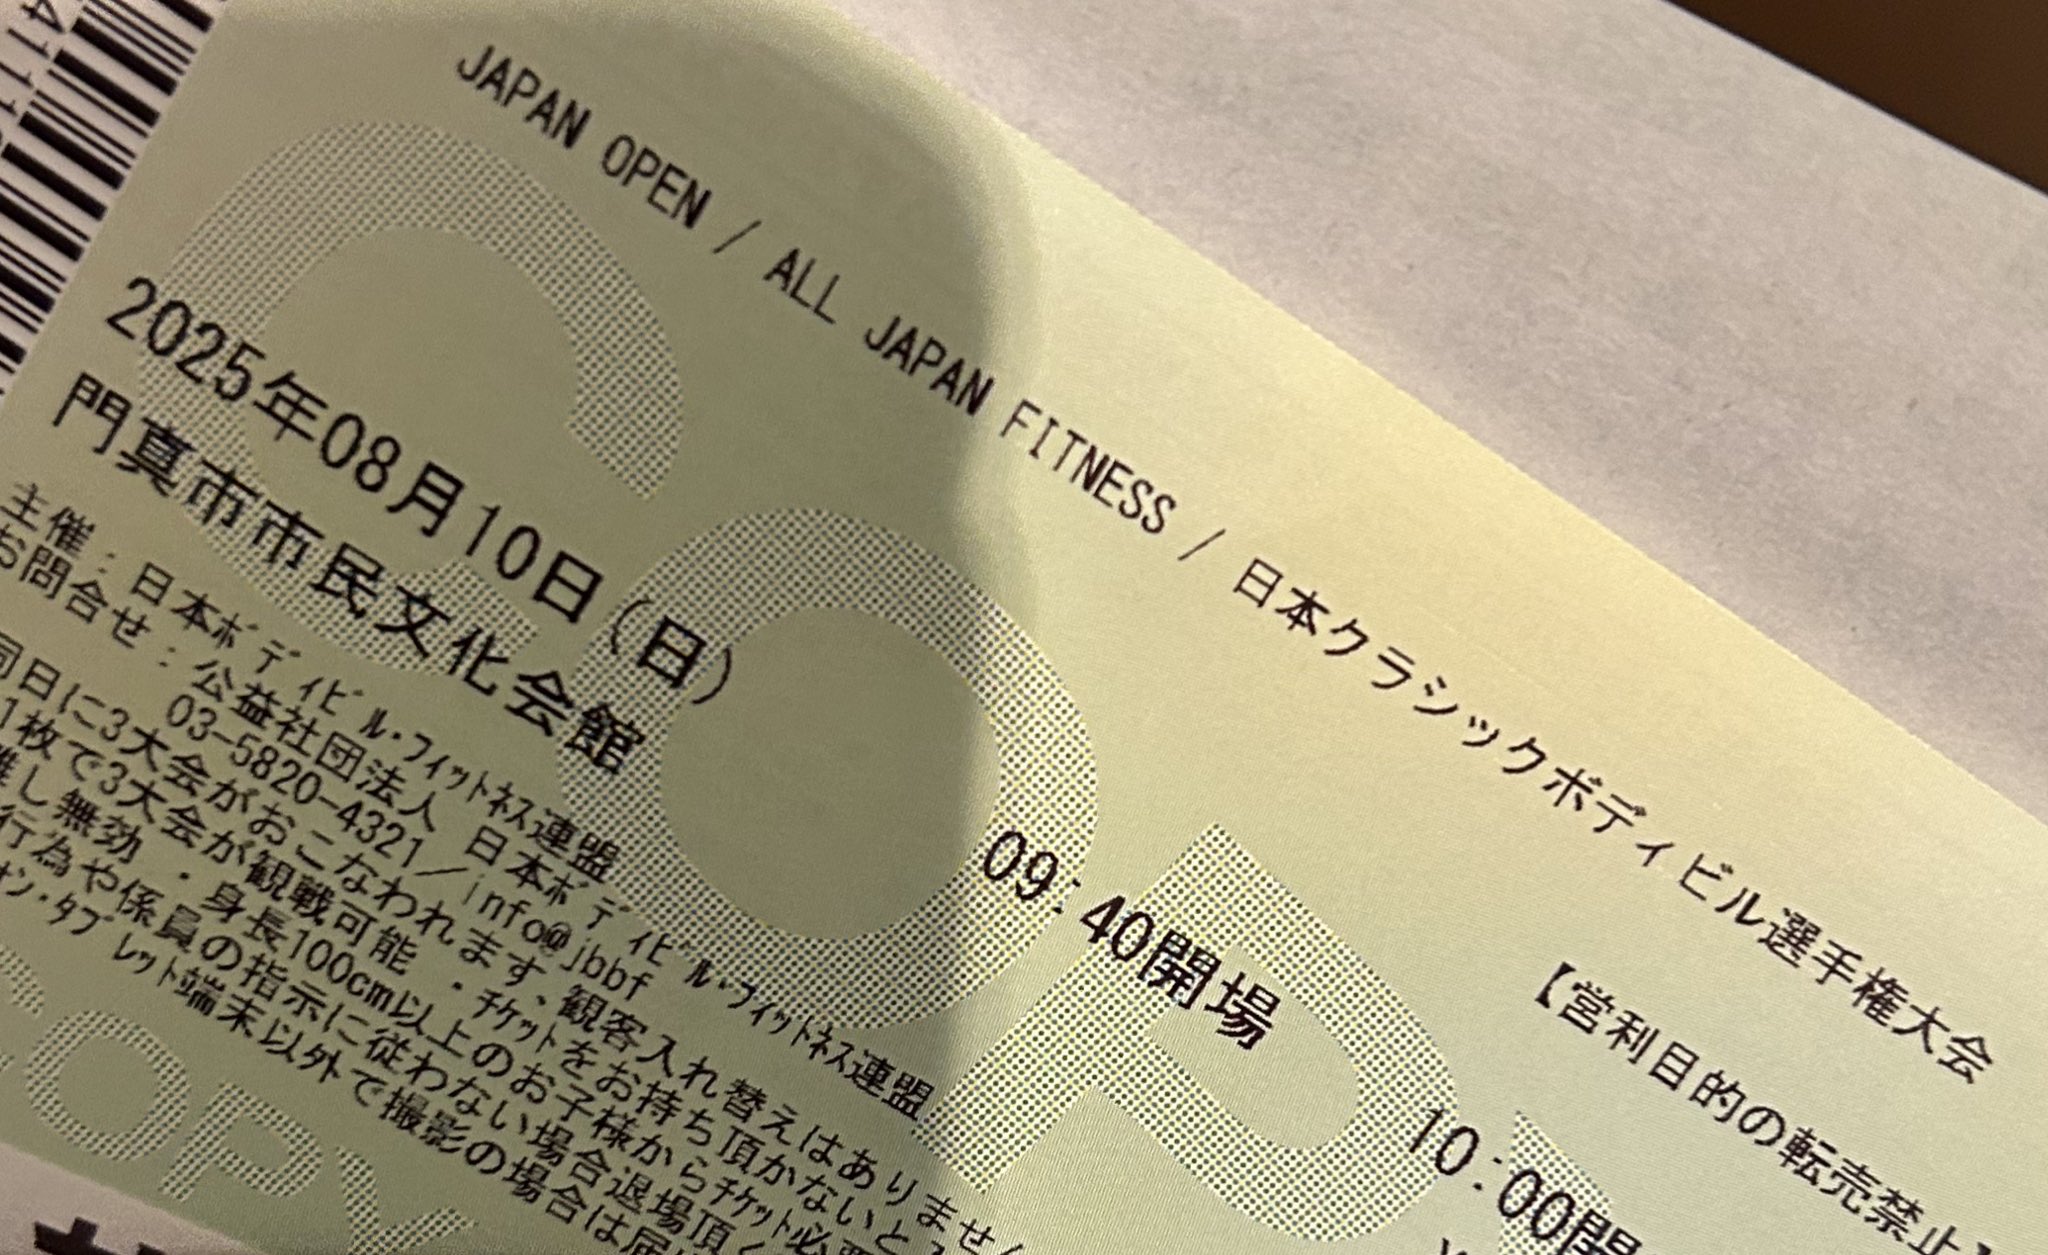 JAPAN OPEN / ALL JAPAN FITNESS / 日本クラシックボディビル選手権大会
【営利目的の転売禁止】
2025年08月10日(日) 09:40開場 10:00開
門真市市民文化会館
主催:日本ボディビル・フィットネス連盟
お問合せ:公益社団法人 日本ボディビル・フィットネス連盟
03-5820-4321/info@jbbf
同日に3大会がおこなわれます、観客入れ替えはありません
1枚で3大会が観戦可能 ・チケットをお持ち頂かないと
無効 ・身長100cm以上のお子様からチケット必要
行為や係員の指示に従わない場合退場頂く
タブレット端末以外で撮影の場合は届
COPY
COPY